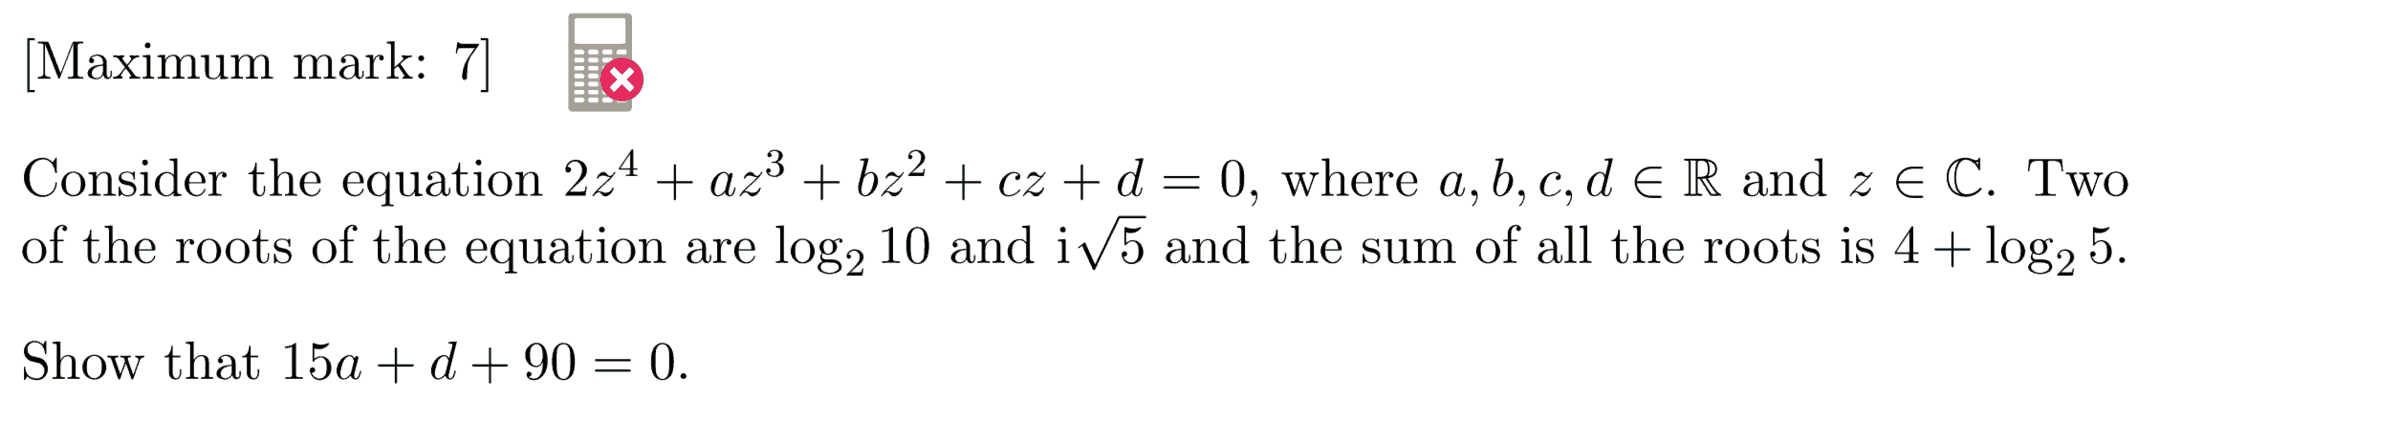 [Maximum mark: 7]
Consider the equation 2z⁴ + az³ + bz² + cz + d = 0, where a, b, c, d ∈ ℝ and z ∈ ℂ. Two
of the roots of the equation are log₂ 10 and i√5 and the sum of all the roots is 4 + log₂ 5.
Show that 15a + d + 90 = 0.